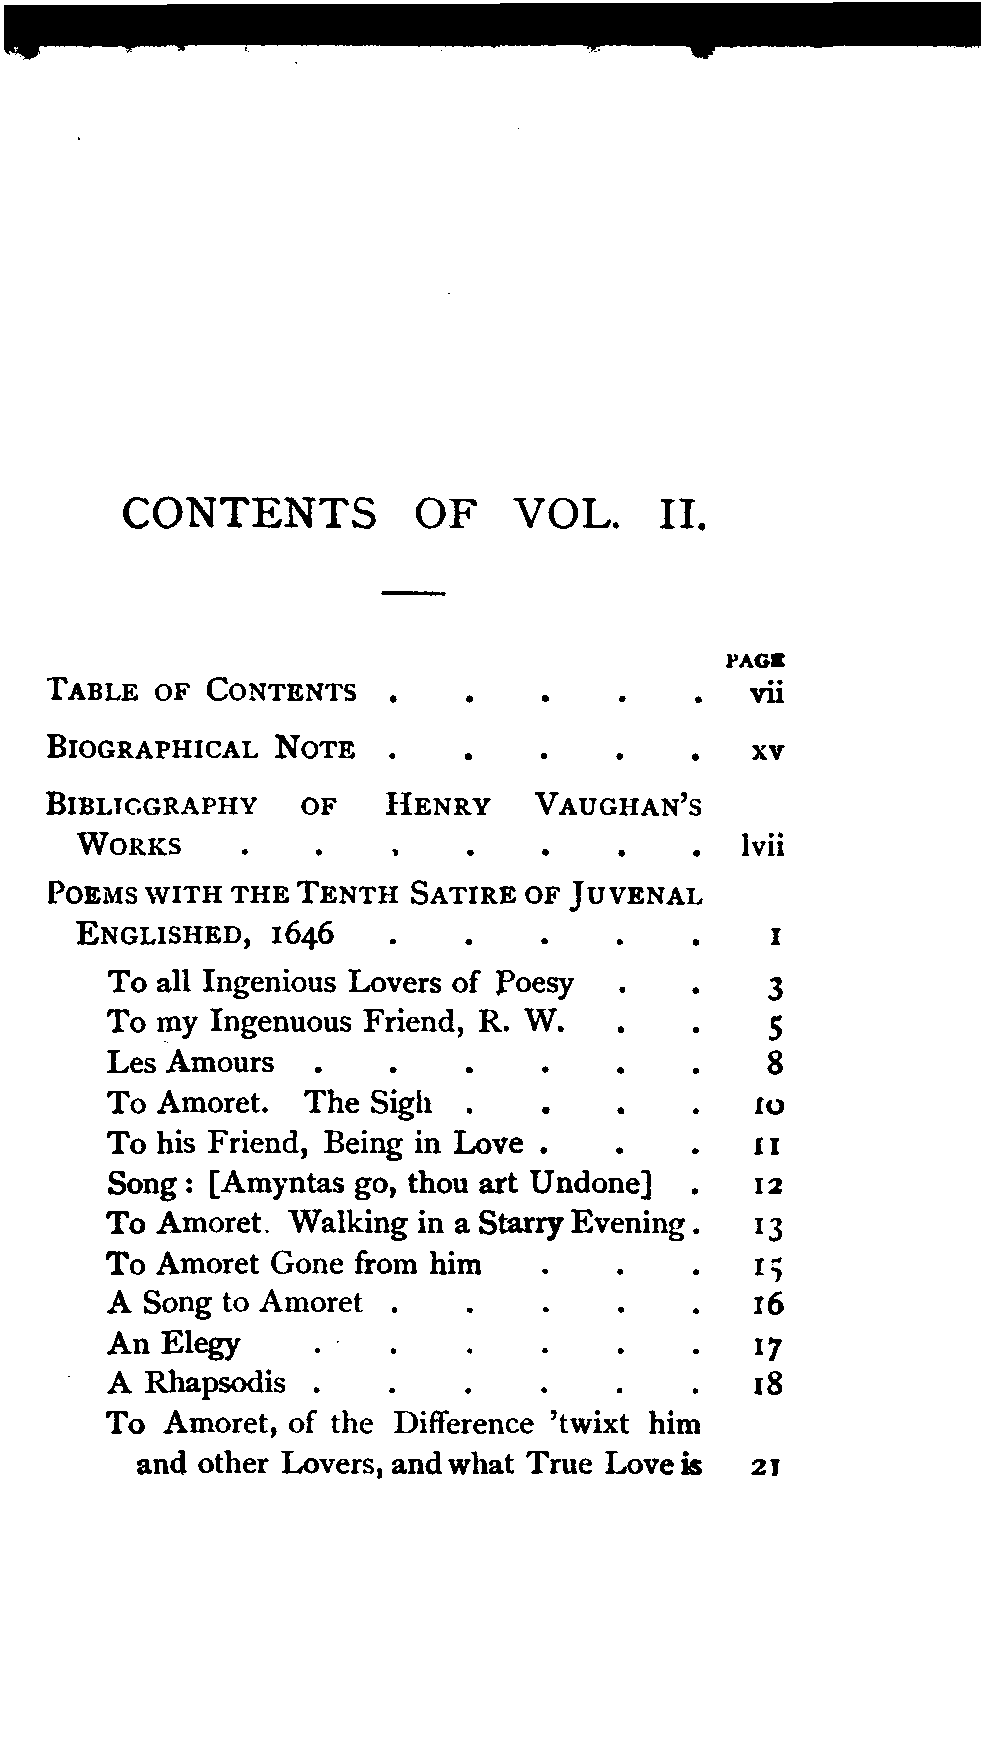 CONTENTS OF VOL. II.
PAGE
TABLE OF CONTENTS . . . . . vii
BIOGRAPHICAL NOTE . . . . . xv
BIBLIOGRAPHY OF HENRY VAUGHAN'S
WORKS . . . . . . . lvii
POEMS WITH THE TENTH SATIRE OF JUVENAL
ENGLISHED, 1646 . . . . . 1
To all Ingenious Lovers of Poesy . . 3
To my Ingenuous Friend, R. W. . . 5
Les Amours . . . . . . 8
To Amoret. The Sigh . . . . 10
To his Friend, Being in Love . . . 11
Song: [Amyntas go, thou art Undone] . 12
To Amoret. Walking in a Starry Evening . 13
To Amoret Gone from him . . . 15
A Song to Amoret . . . . . 16
An Elegy . . . . . . 17
A Rhapsodis . . . . . . 18
To Amoret, of the Difference 'twixt him
and other Lovers, and what True Love is 21